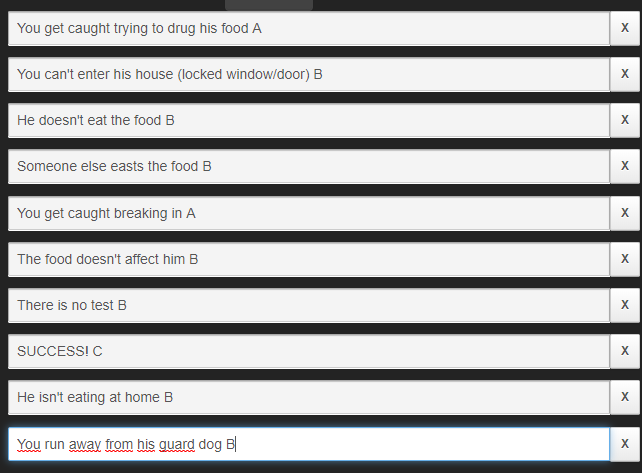 You get caught trying to drug his food A
X
You can't enter his house (locked window/door) B
X
He doesn't eat the food B
X
Someone else easts the food B
X
You get caught breaking in A
X
The food doesn't affect him B
X
There is no test B
X
SUCCESS! C
X
He isn't eating at home B
X
You run away from his guard dog B
X